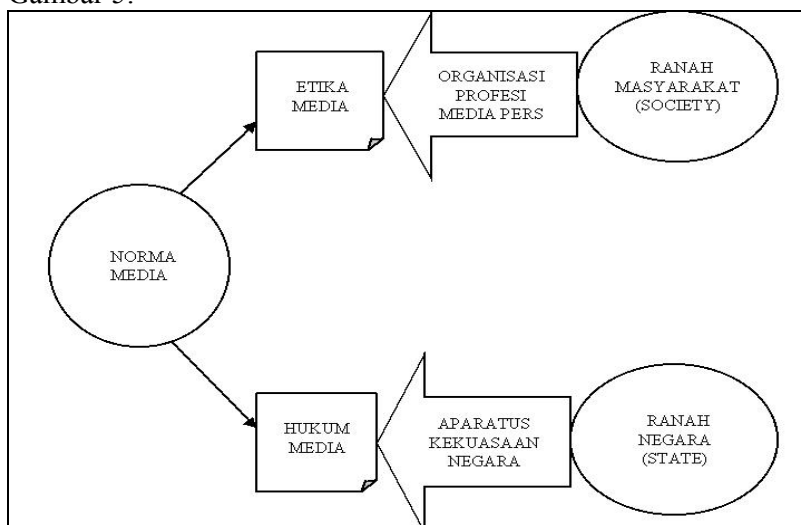 Gambar 3.
ETIKA
MEDIA
ORGANISASI
PROFESI
MEDIA PERS
RANAH
MASYARAKAT
(SOCIETY)
NORMA
MEDIA
HUKUM
MEDIA
APARATUS
KEKUASAAN
NEGARA
RANAH
NEGARA
(STATE)